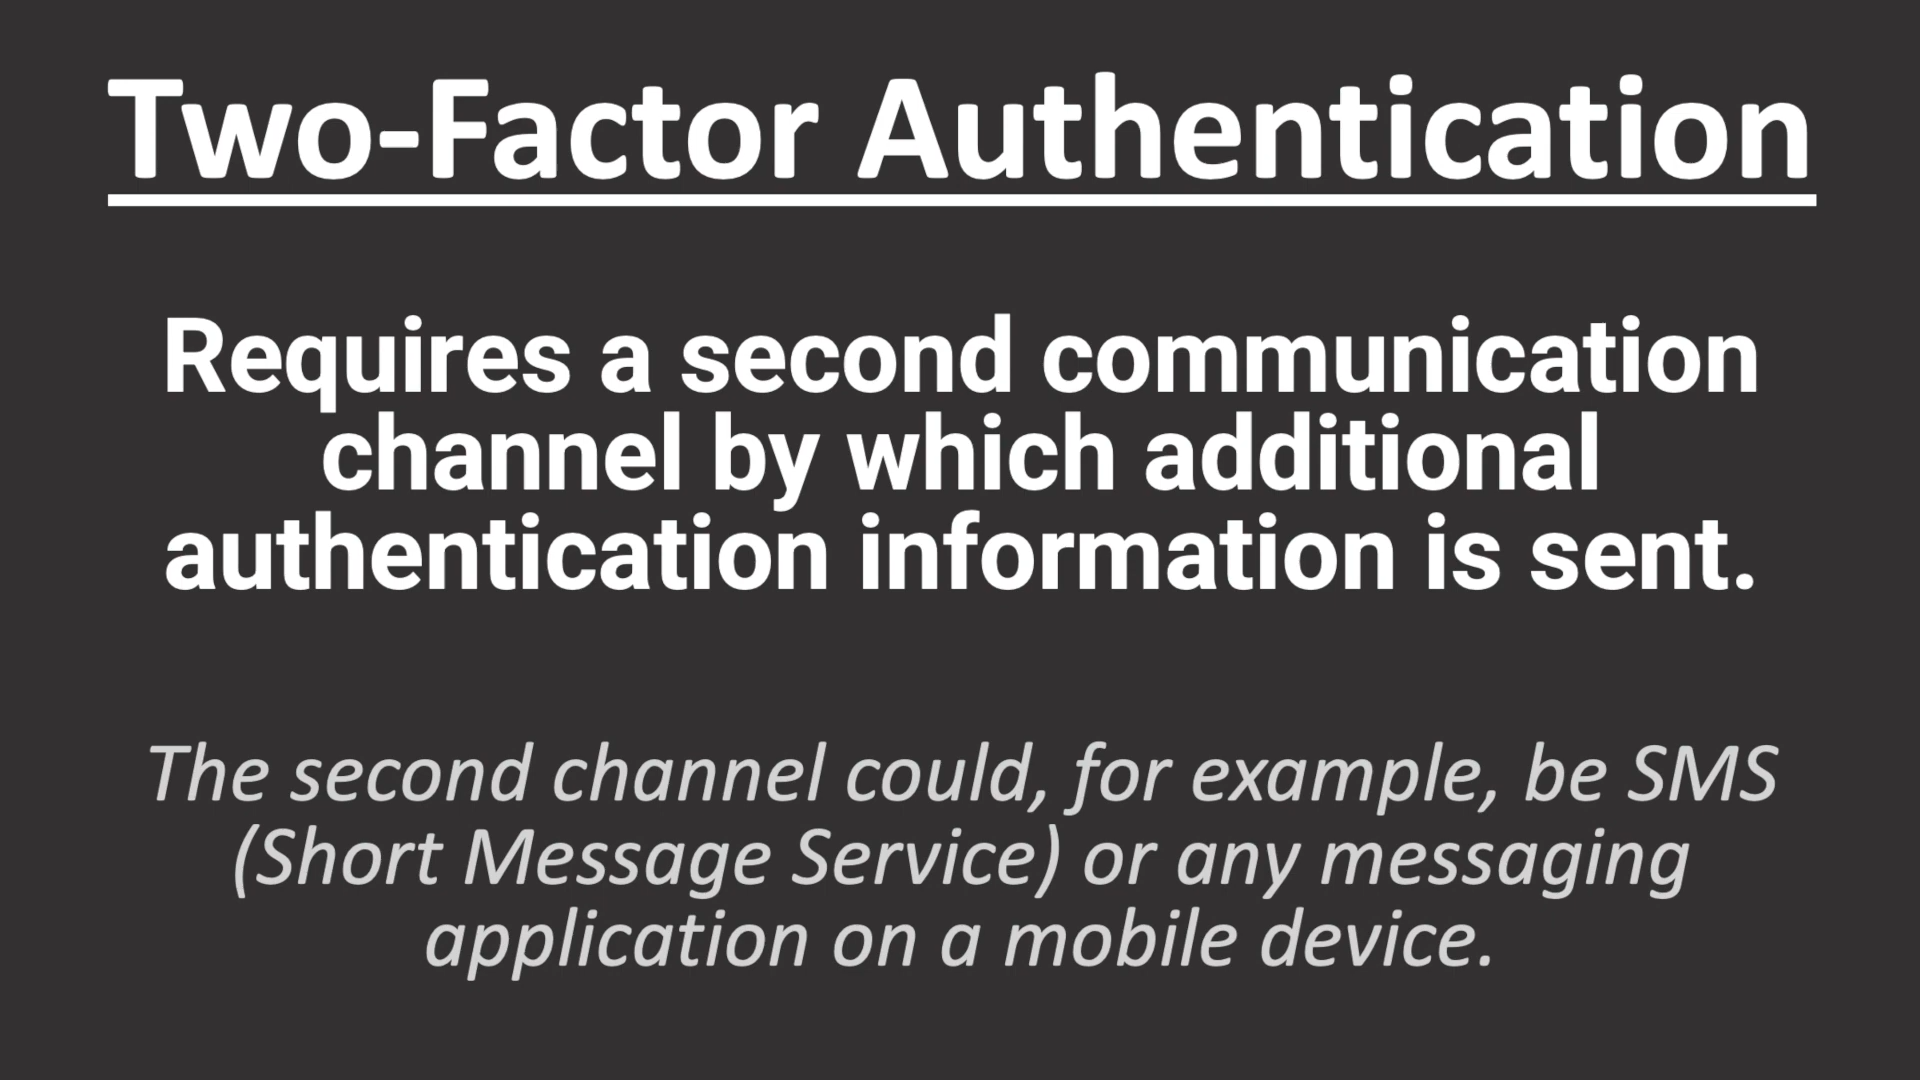 Two-Factor Authentication
Requires a second communication
channel by which additional
authentication information is sent.
The second channel could, for example, be SMS
(Short Message Service) or any messaging
application on a mobile device.